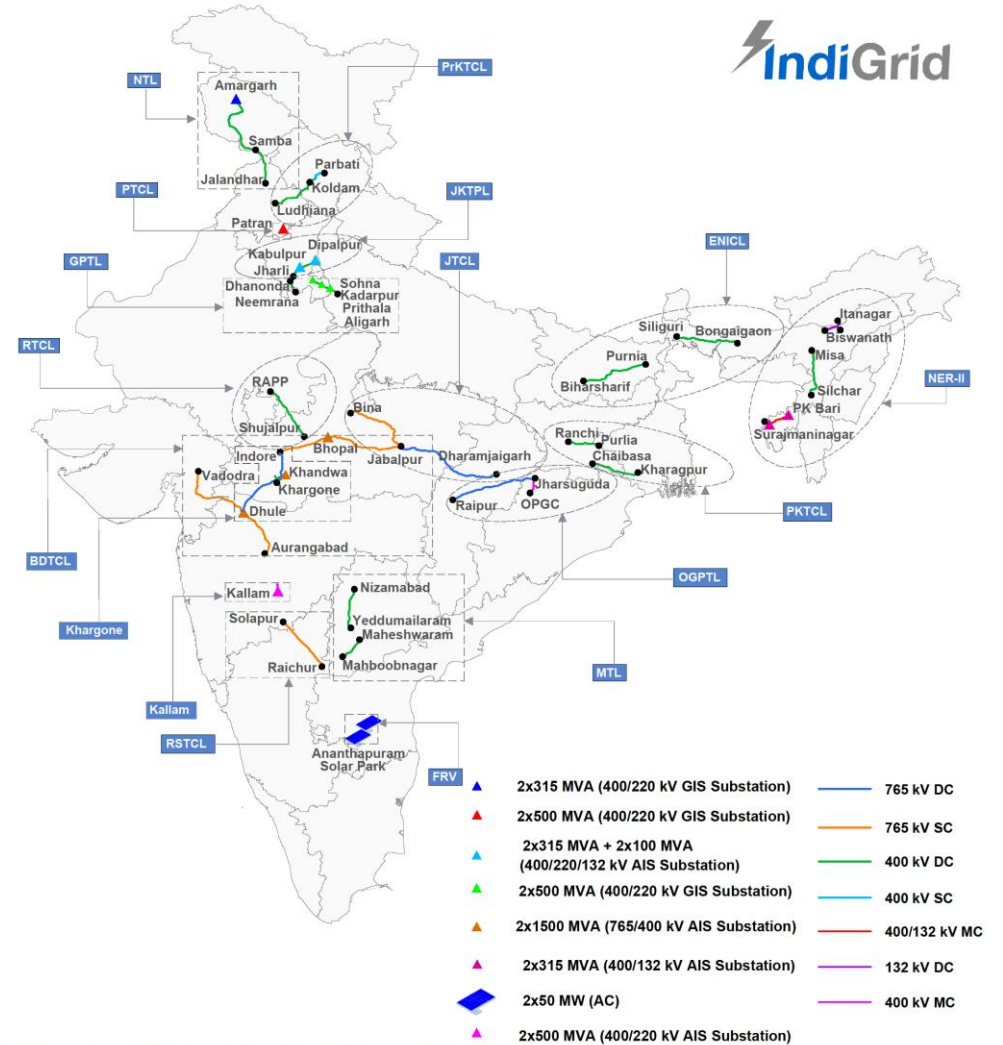 IndiGrid
PrKTCL
NTL
Amargarh
Samba
Parbati
Jalandhar
Koldam
PTCL
JKTPL
Ludhiana
Patran
Dipalpur
ENICL
GPTL
Kabulpur
JTCL
Jharli
Dhanonda
Sohna
Neemrana
Kadarpur
Prithala
Aligarh
Itanagar
Siliguri
Bongaigaon
Biswanath
RTCL
Purnia
Misa
RAPP
Biharsharif
NER-II
Silchar
PK Bari
Bina
Shujalpur
Surajmaninagar
Ranchi
Bhopal
Purlia
Indore
Jabalpur
Dharamjaigarh
Chaibasa
Vadodra
Khandwa
Kharagpur
Khargone
Jharsuguda
Raipur
OPGC
Dhule
PKTCL
Aurangabad
BDTCL
OGPTL
Kallam
Nizamabad
Solapur
Khargone
Yeddumailaram
Maheshwaram
Raichur
Mahboobnagar
MTL
Kallam
RSTCL
Ananthapuram
Solar Park
FRV
2x315 MVA (400/220 kV GIS Substation)
765 kV DC
2x500 MVA (400/220 kV GIS Substation)
765 kV SC
2x315 MVA + 2x100 MVA
(400/220/132 kV AIS Substation)
400 kV DC
2x500 MVA (400/220 kV GIS Substation)
400 kV SC
2x1500 MVA (765/400 kV AIS Substation)
400/132 kV MC
2x315 MVA (400/132 kV AIS Substation)
132 kV DC
2x50 MW (AC)
400 kV MC
2x500 MVA (400/220 kV AIS Substation)